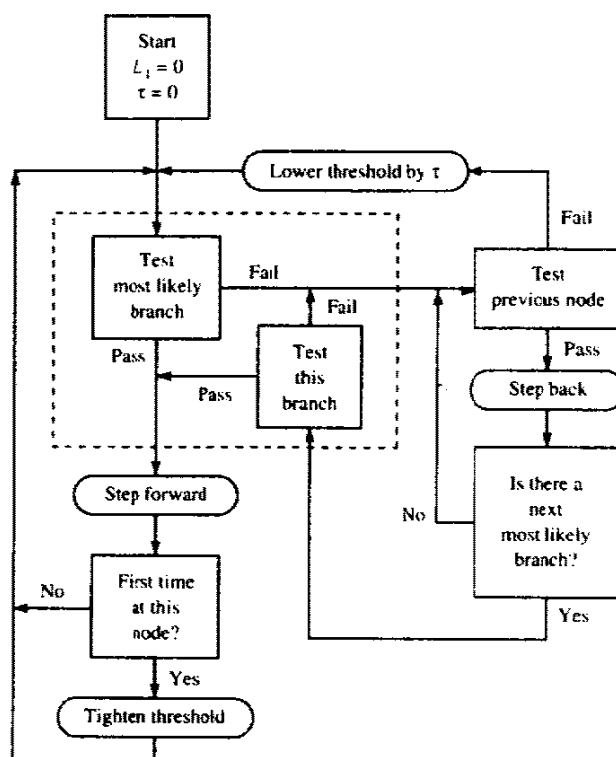 Start
L₁ = 0
τ = 0
Lower threshold by τ
Fail
Test
most likely
branch
Fail
Test
previous node
Fail
Pass
Test
this
branch
Pass
Pass
Step back
Step forward
Is there a
next
most likely
branch?
No
First time
at this
node?
No
Yes
Yes
Tighten threshold